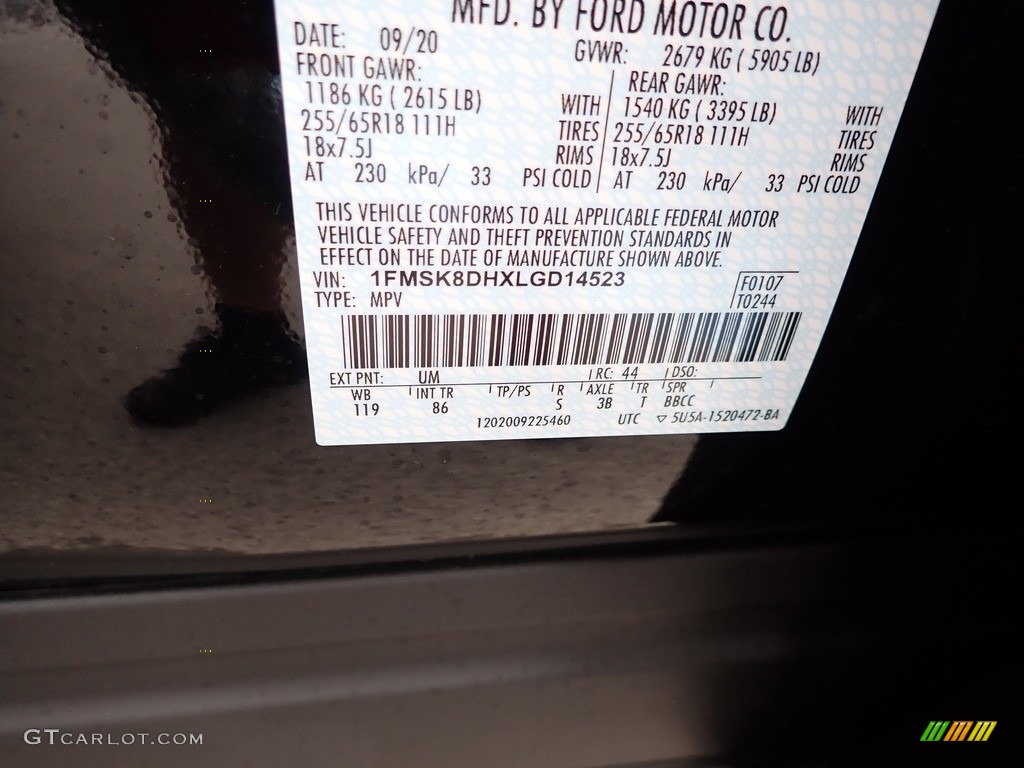 MFD. BY FORD MOTOR CO.
DATE: 09/20 GVWR: 2679 KG ( 5905 LB)
FRONT GAWR: REAR GAWR:
1186 KG ( 2615 LB) WITH 1540 KG ( 3395 LB) WITH
255/65R18 111H TIRES 255/65R18 111H TIRES
18x7.5J RIMS 18x7.5J RIMS
AT 230 kPa/ 33 PSI COLD AT 230 kPa/ 33 PSI COLD
THIS VEHICLE CONFORMS TO ALL APPLICABLE FEDERAL MOTOR
VEHICLE SAFETY AND THEFT PREVENTION STANDARDS IN
EFFECT ON THE DATE OF MANUFACTURE SHOWN ABOVE.
VIN: 1FMSK8DHXLGD14523 F0107
TYPE: MPV T0244
EXT PNT: UM RC: 44 DSO:
WB INT TR TP/PS R AXLE TR SPR
119 86 S 3B T BBCC
1202009225460 UTC ▽ 5U5A-1520472-BA
GTCARLOT.COM